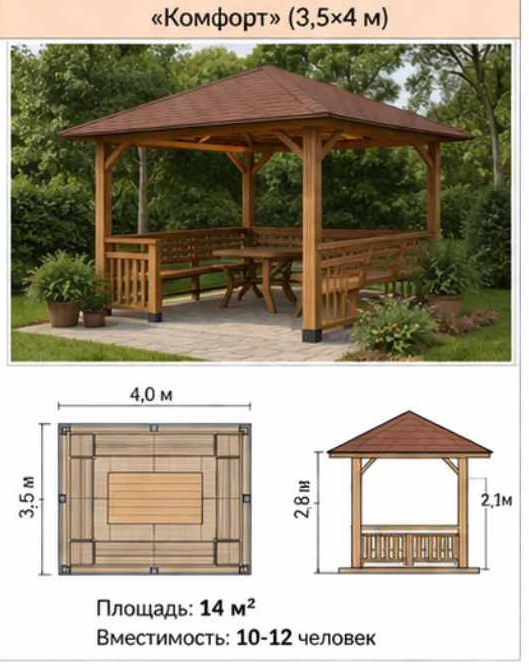 «Комфорт» (3,5×4 м)
4,0 м
3,5 м
2,8 м
2,1м
Площадь: 14 м²
Вместимость: 10-12 человек